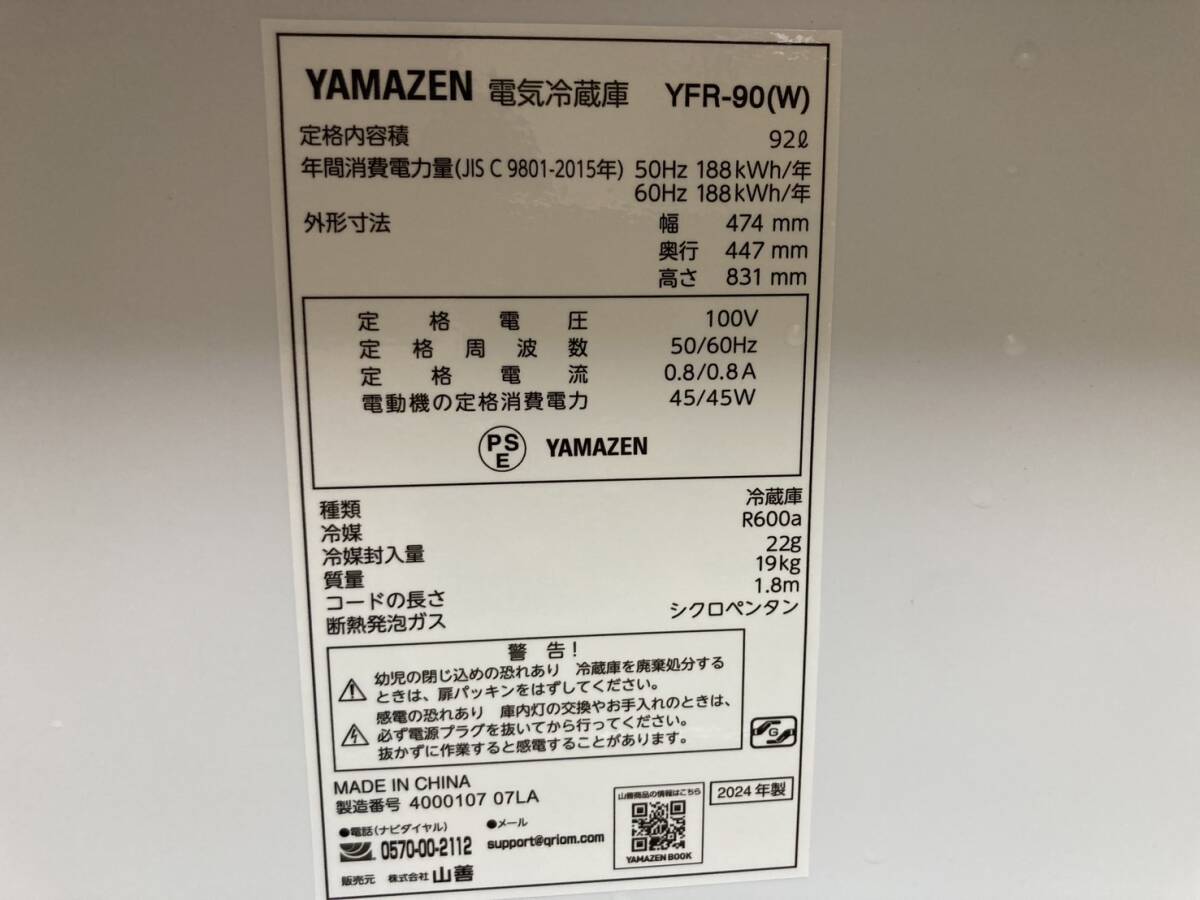 YAMAZEN 電気冷蔵庫 YFR-90(W)
定格内容積 92ℓ
年間消費電力量(JIS C 9801-2015年) 50Hz 188kWh/年
60Hz 188kWh/年
外形寸法 幅 474 mm
奥行 447 mm
高さ 831 mm
定格電圧 100V
定格周波数 50/60Hz
定格電流 0.8/0.8A
電動機の定格消費電力 45/45W
PS
E YAMAZEN
種類 冷蔵庫
冷媒 R600a
冷媒封入量 22g
質量 19kg
コードの長さ 1.8m
断熱発泡ガス シクロペンタン
警告!
幼児の閉じ込めの恐れあり 冷蔵庫を廃棄処分する
ときは、扉パッキンをはずしてください。
感電の恐れあり 庫内灯の交換やお手入れのときは、
必ず電源プラグを抜いてから行ってください。
抜かずに作業すると感電することがあります。
G
MADE IN CHINA
製造番号 4000107 07LA
2024年製
●電話(ナビダイヤル)
0570-00-2112
●メール
support@qriom.com
山善商品の情報はこちら
YAMAZEN BOOK
販売元 株式会社 山善